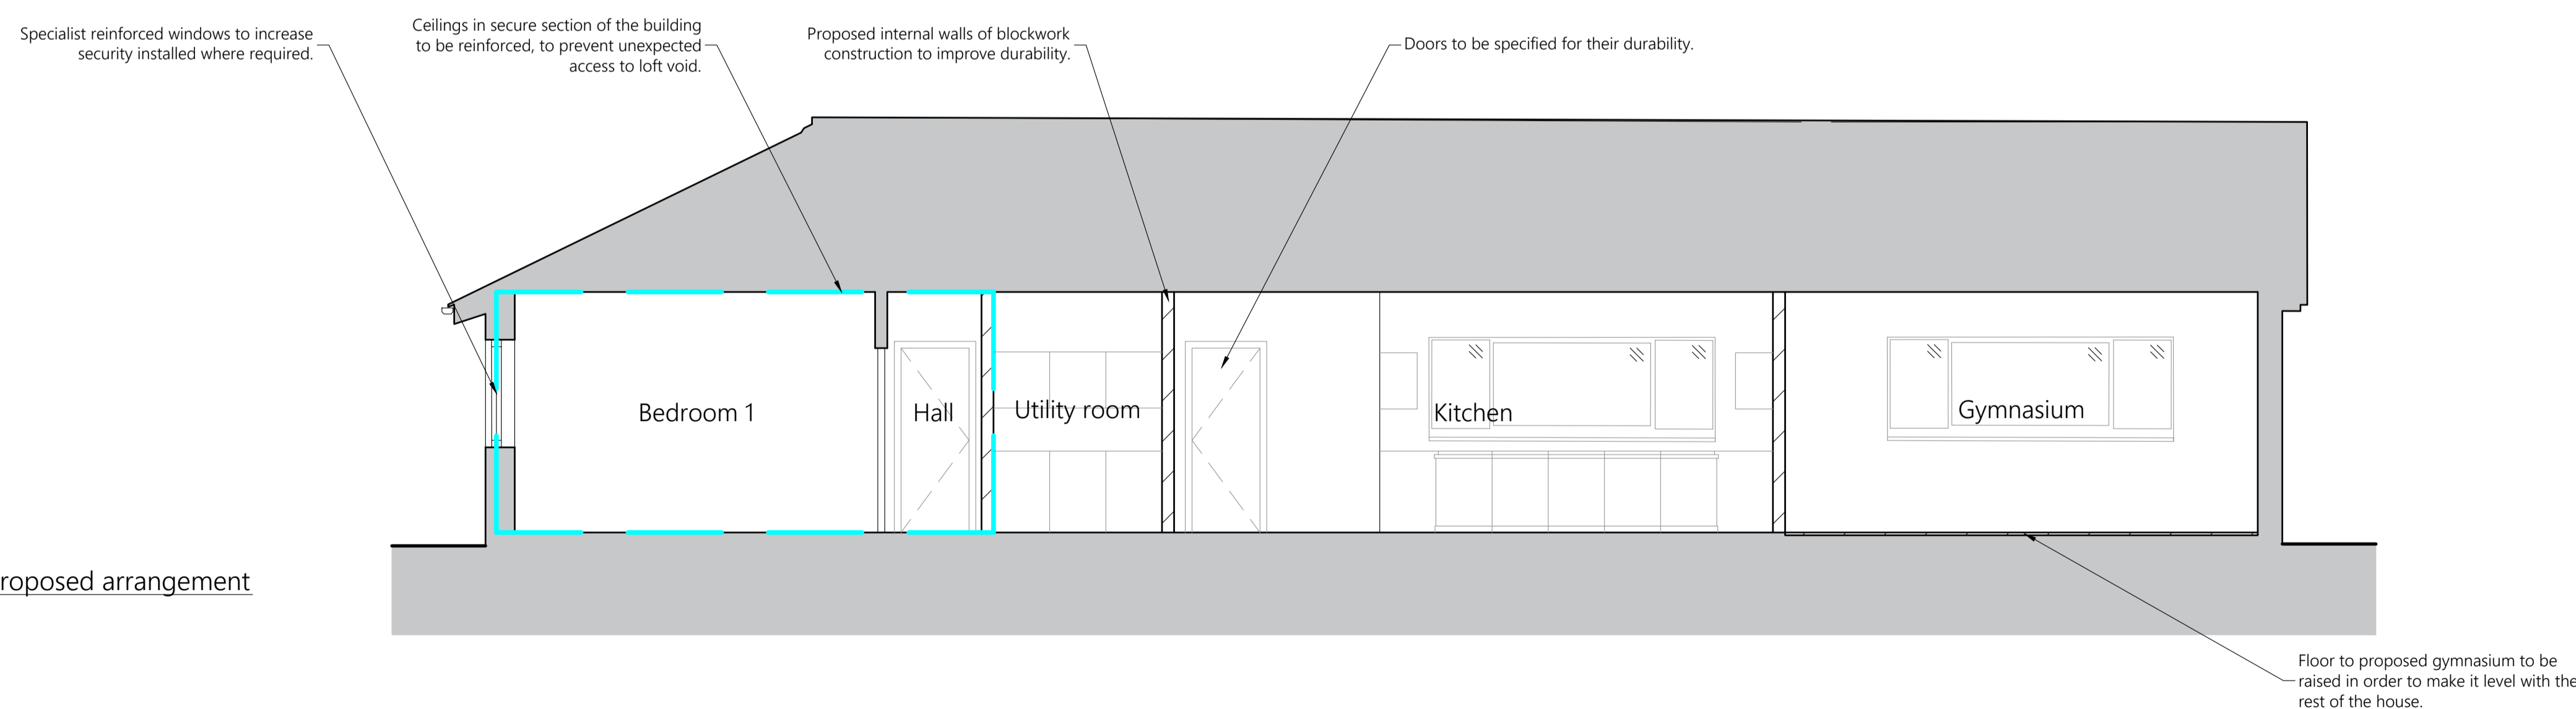 Specialist reinforced windows to increase
security installed where required.
Ceilings in secure section of the building
to be reinforced, to prevent unexpected
access to loft void.
Proposed internal walls of blockwork
construction to improve durability.
Doors to be specified for their durability.
Bedroom 1
Hall
Utility room
Kitchen
Gymnasium
roposed arrangement
Floor to proposed gymnasium to be
raised in order to make it level with the
rest of the house.